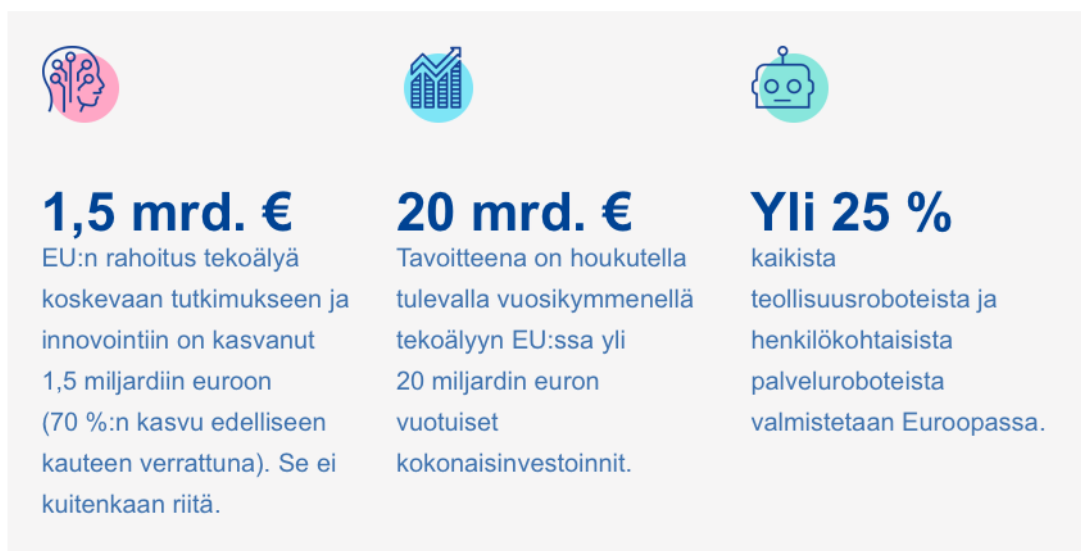 1,5 mrd. €
EU:n rahoitus tekoälyä
koskevaan tutkimukseen ja
innovointiin on kasvanut
1,5 miljardiin euroon
(70 %:n kasvu edelliseen
kauteen verrattuna). Se ei
kuitenkaan riitä.
20 mrd. €
Tavoitteena on houkutella
tulevalla vuosikymmenellä
tekoälyyn EU:ssa yli
20 miljardin euron
vuotuiset
kokonaisinvestoinnit.
Yli 25 %
kaikista
teollisuusroboteista ja
henkilökohtaisista
palveluroboteista
valmistetaan Euroopassa.